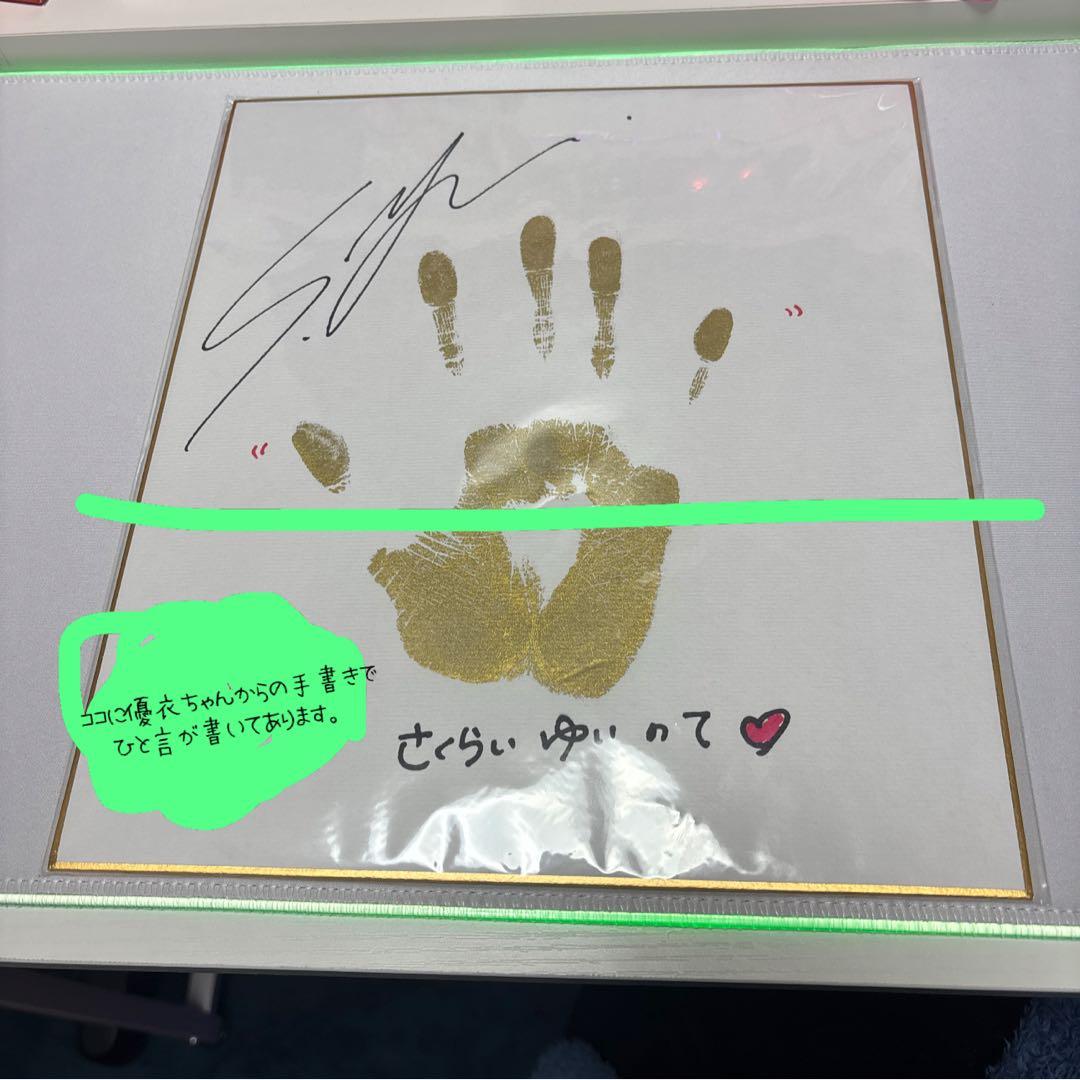 S.Y
ココに優衣ちゃんからの手書きで
ひと言が書いてあります。
さくらい ゆい のて ♥